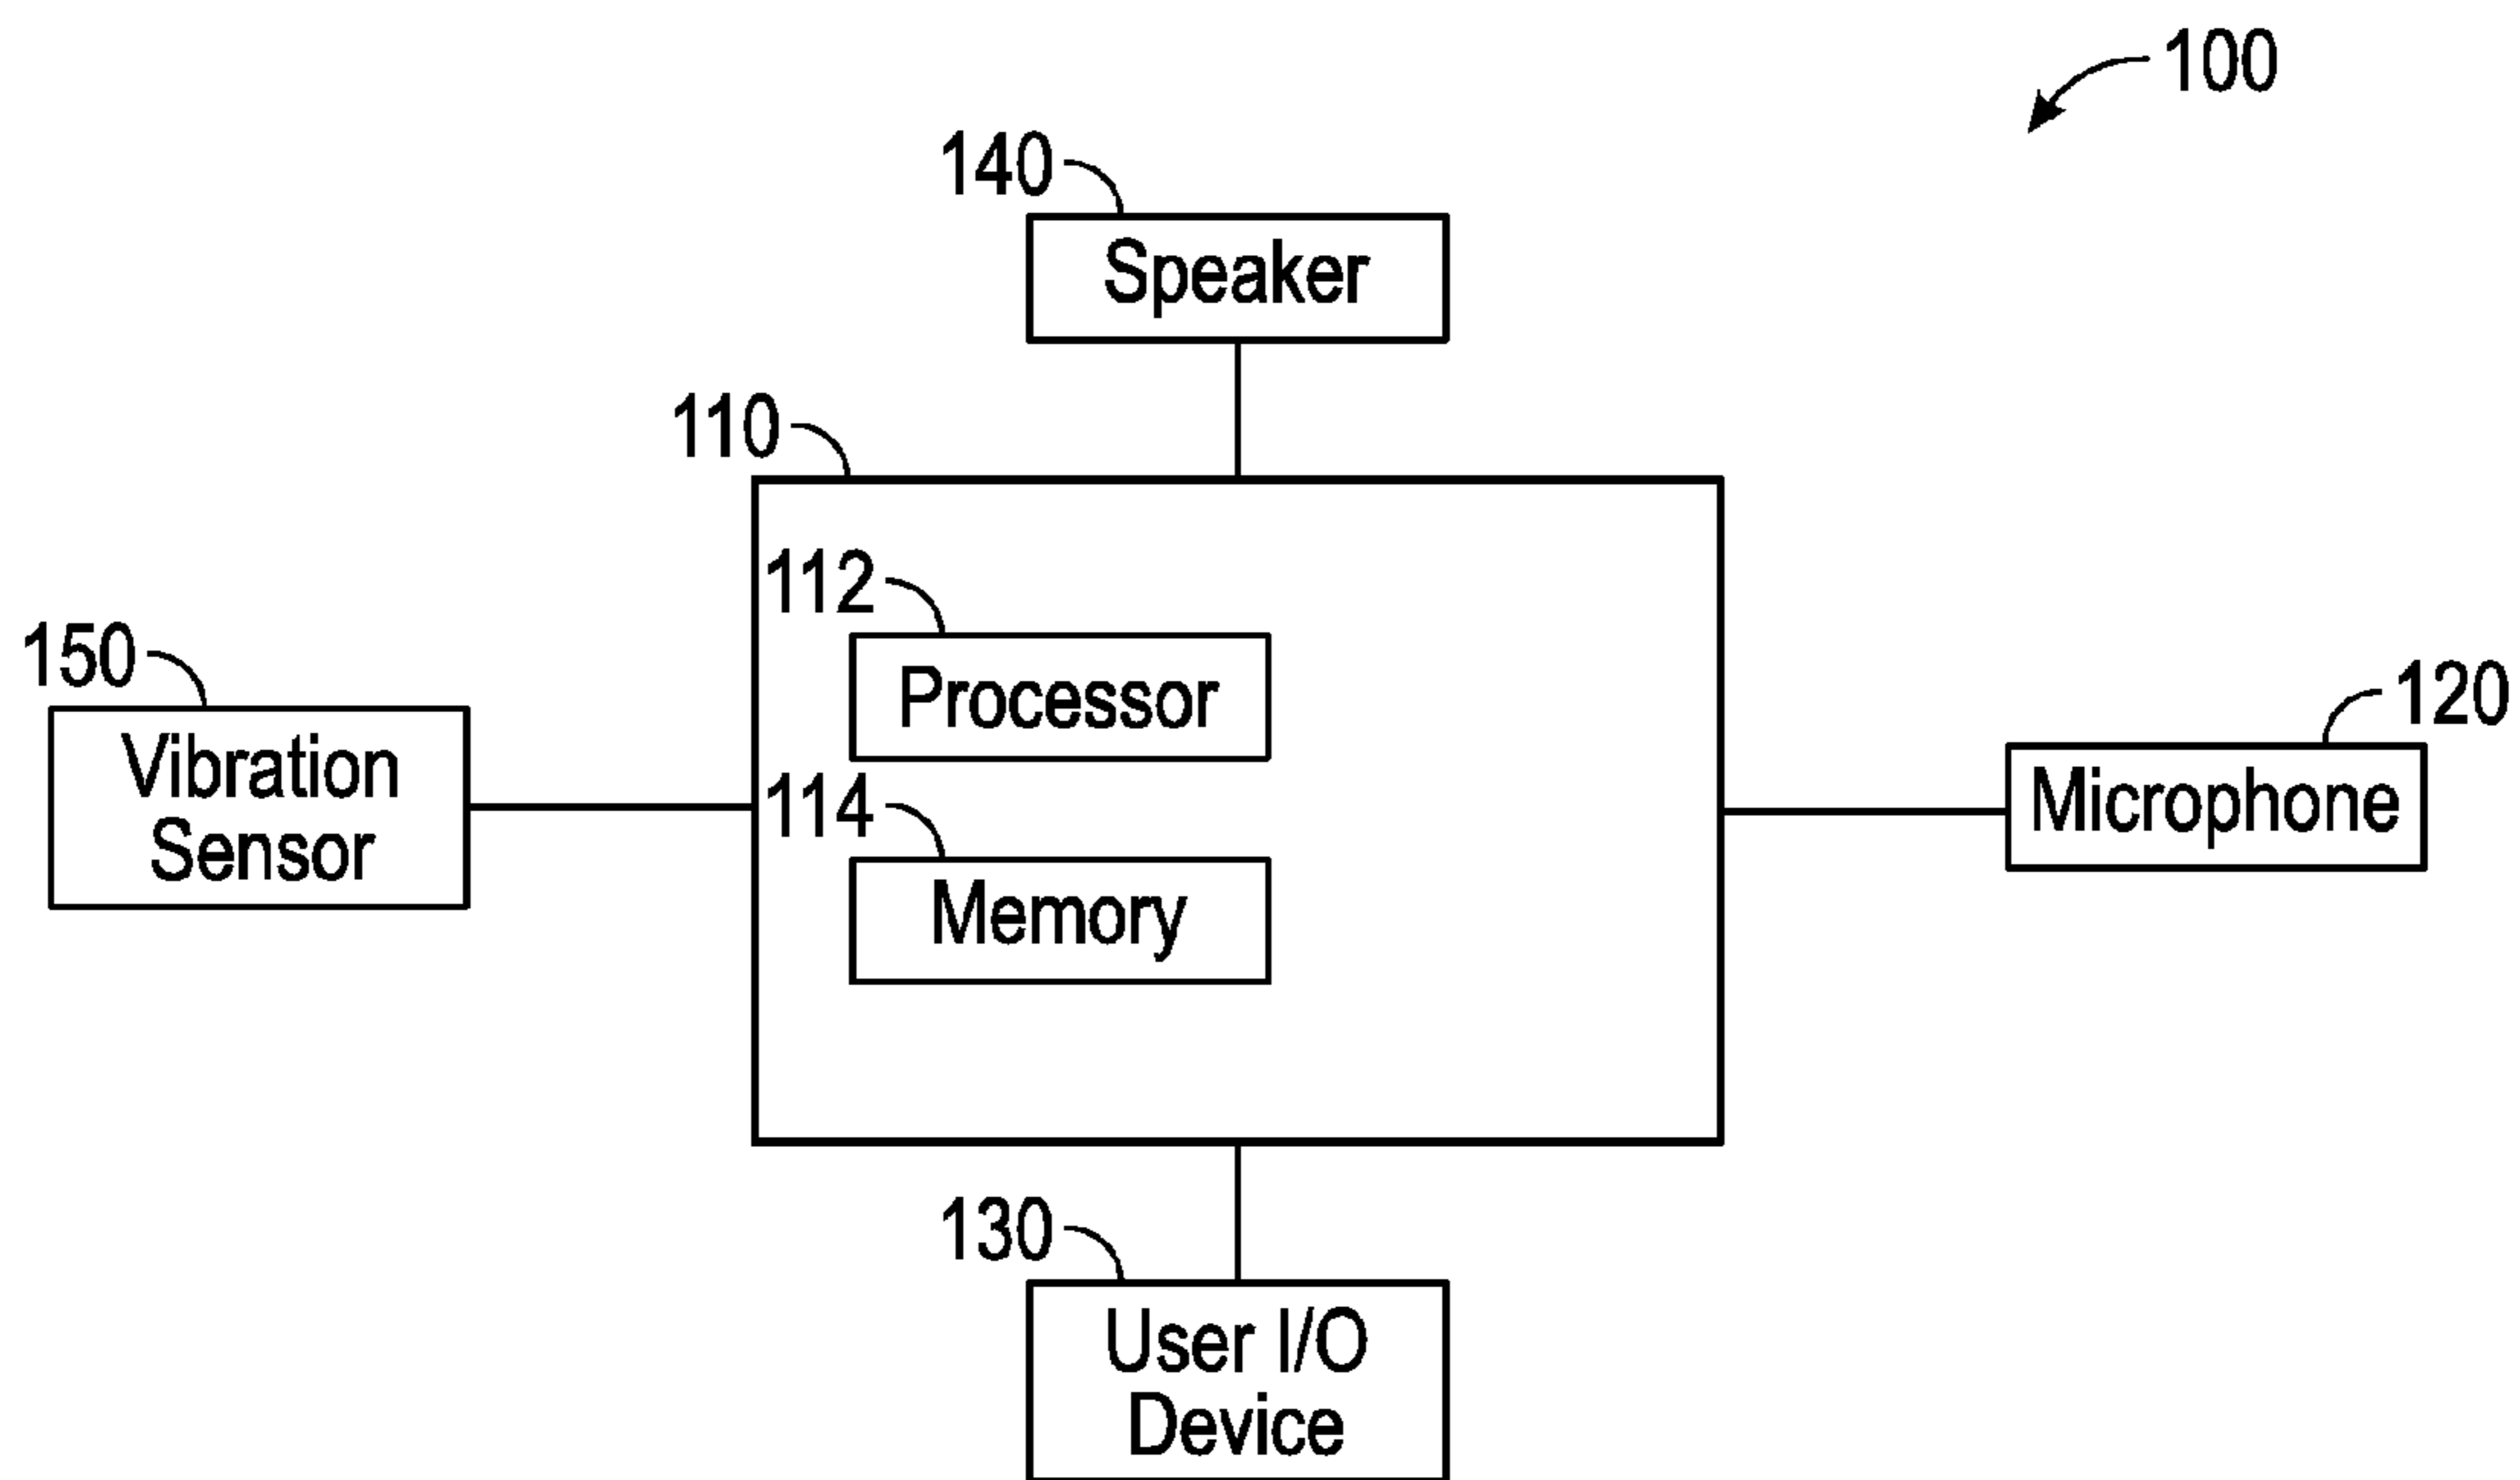 100
140
Speaker
110
112
Processor
150
Vibration
Sensor
114
Memory
120
Microphone
130
User I/O
Device